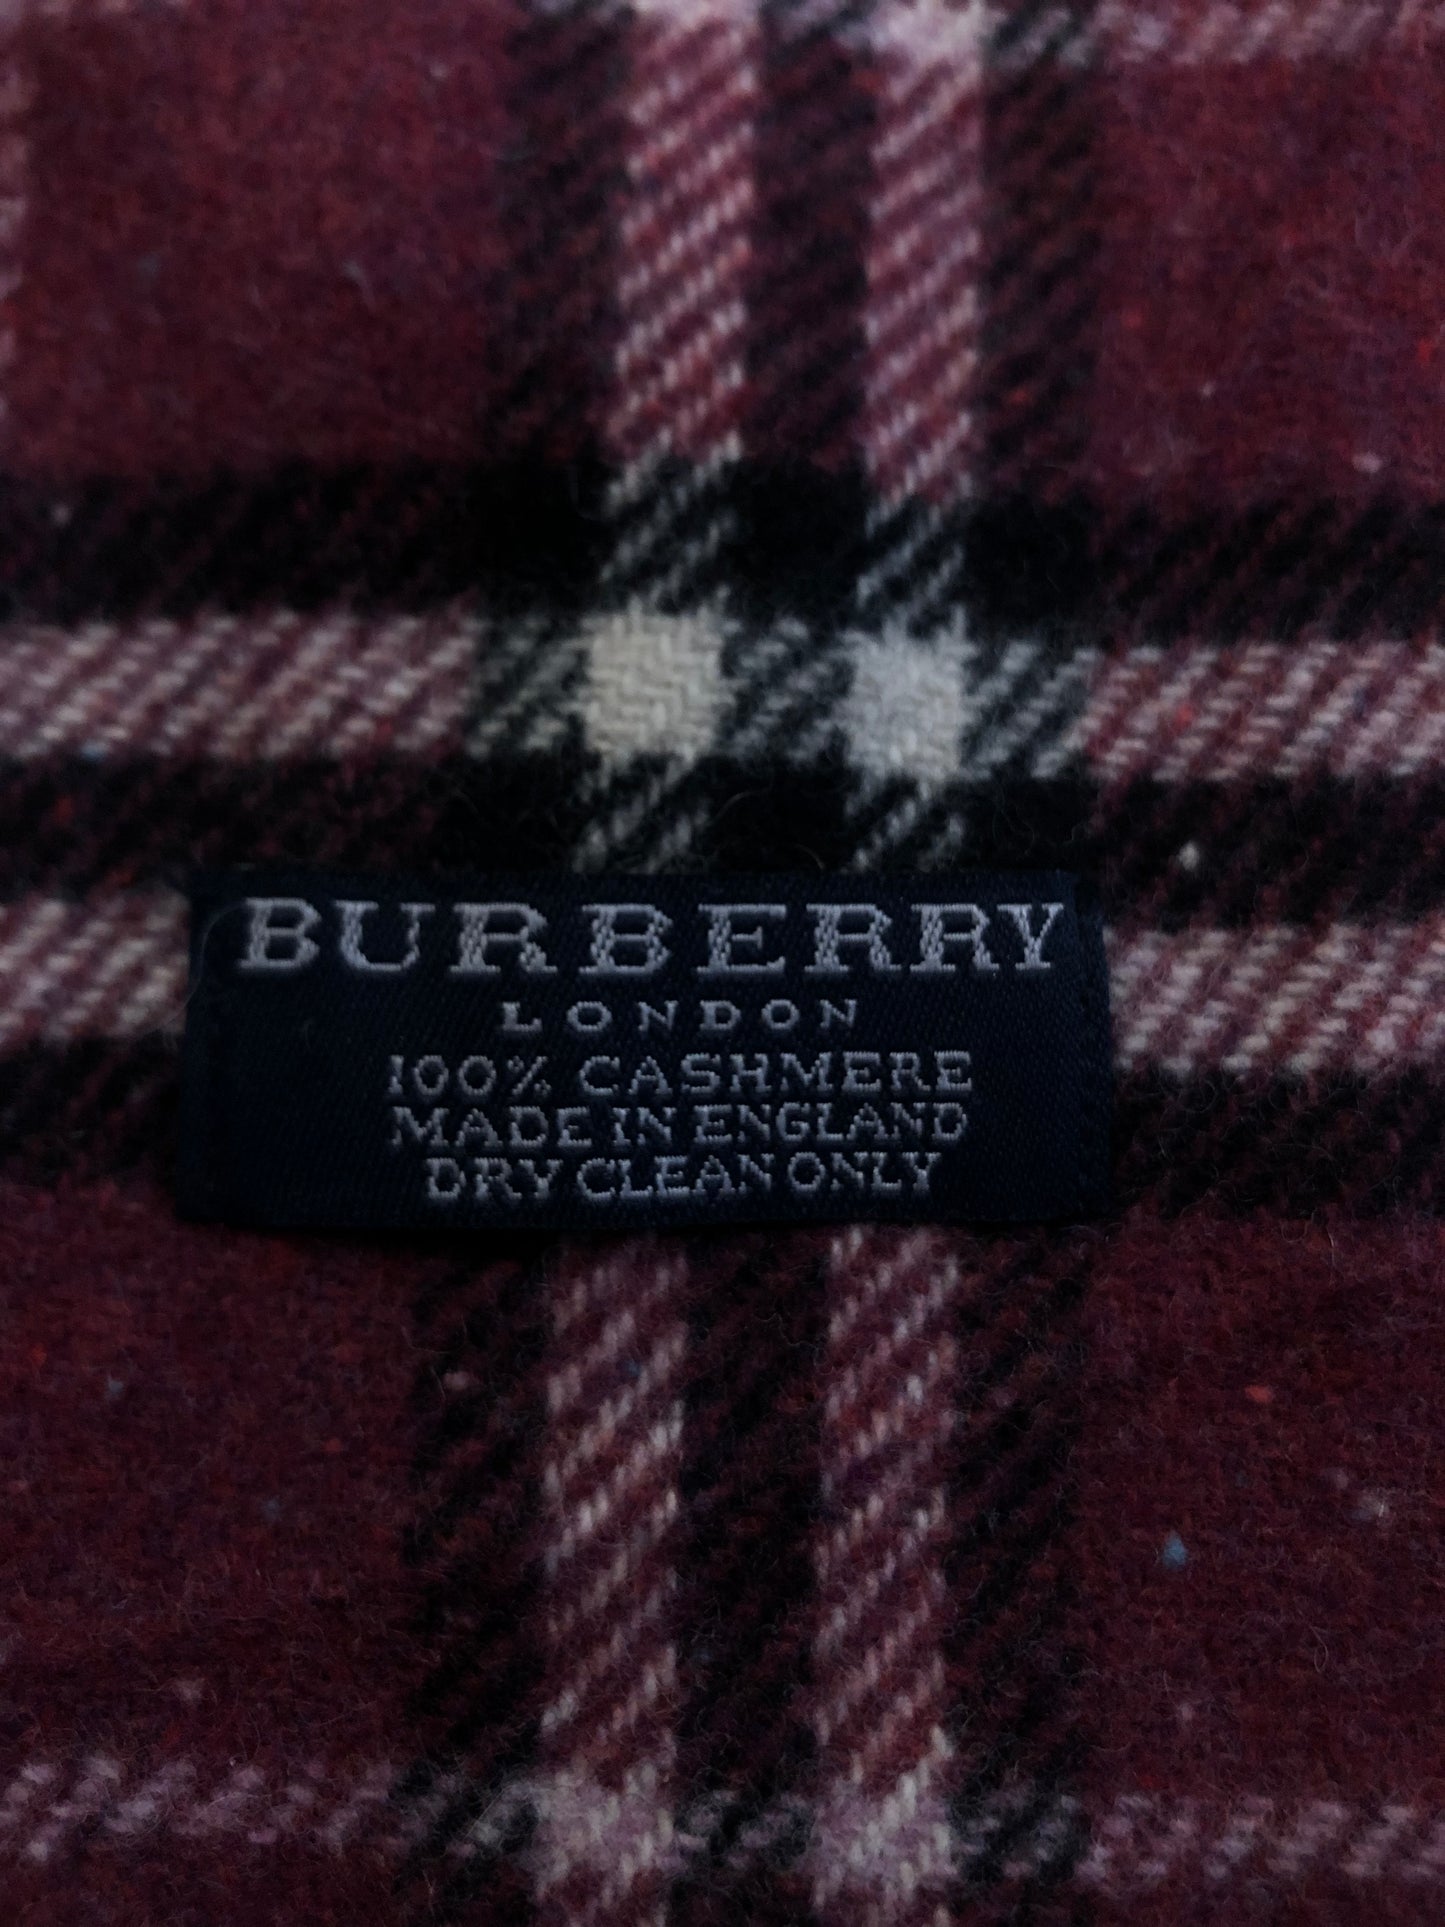 BURBERRY
LONDON
100% CASHMERE
MADE IN ENGLAND
DRY CLEAN ONLY